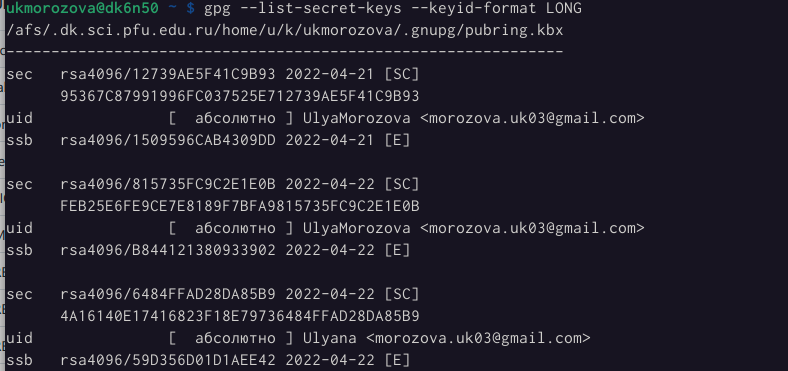 ukmorozova@dk6n50 ~ $ gpg --list-secret-keys --keyid-format LONG
/afs/.dk.sci.pfu.edu.ru/home/u/k/ukmorozova/.gnupg/pubring.kbx
--------------------------------------------------------------
sec   rsa4096/12739AE5F41C9B93 2022-04-21 [SC]
      95367C87991996FC037525E712739AE5F41C9B93
uid                 [  абсолютно ] UlyaMorozova <morozova.uk03@gmail.com>
ssb   rsa4096/1509596CAB4309DD 2022-04-21 [E]

sec   rsa4096/815735FC9C2E1E0B 2022-04-22 [SC]
      FEB25E6FE9CE7E8189F7BFA9815735FC9C2E1E0B
uid                 [  абсолютно ] UlyaMorozova <morozova.uk03@gmail.com>
ssb   rsa4096/B844121380933902 2022-04-22 [E]

sec   rsa4096/6484FFAD28DA85B9 2022-04-22 [SC]
      4A16140E17416823F18E79736484FFAD28DA85B9
uid                 [  абсолютно ] Ulyana <morozova.uk03@gmail.com>
ssb   rsa4096/59D356D01D1AEE42 2022-04-22 [E]